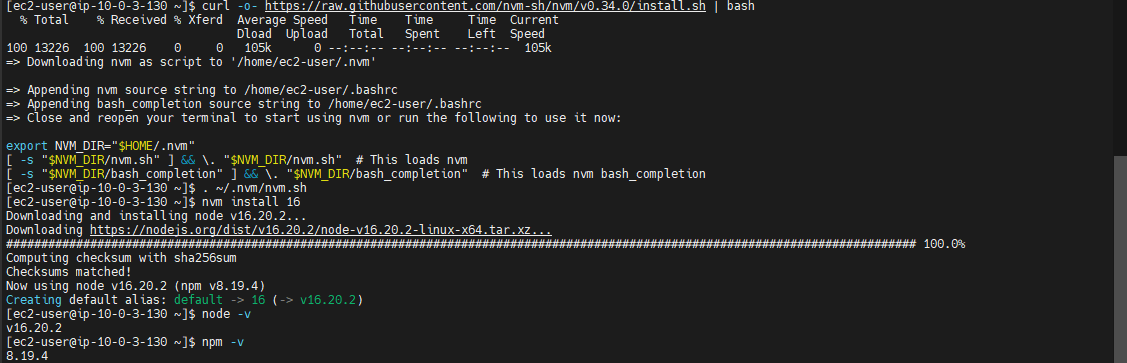 [ec2-user@ip-10-0-3-130 ~]$ curl -o- https://raw.githubusercontent.com/nvm-sh/nvm/v0.34.0/install.sh | bash
  % Total    % Received % Xferd  Average Speed   Time    Time     Time  Current
                                 Dload  Upload   Total   Spent    Left  Speed
100 13226  100 13226    0     0   105k      0 --:--:-- --:--:-- --:--:--  105k
=> Downloading nvm as script to '/home/ec2-user/.nvm'

=> Appending nvm source string to /home/ec2-user/.bashrc
=> Appending bash_completion source string to /home/ec2-user/.bashrc
=> Close and reopen your terminal to start using nvm or run the following to use it now:

export NVM_DIR="$HOME/.nvm"
[ -s "$NVM_DIR/nvm.sh" ] && \. "$NVM_DIR/nvm.sh"  # This loads nvm
[ -s "$NVM_DIR/bash_completion" ] && \. "$NVM_DIR/bash_completion"  # This loads nvm bash_completion
[ec2-user@ip-10-0-3-130 ~]$ . ~/.nvm/nvm.sh
[ec2-user@ip-10-0-3-130 ~]$ nvm install 16
Downloading and installing node v16.20.2...
Downloading https://nodejs.org/dist/v16.20.2/node-v16.20.2-linux-x64.tar.xz...
################################################################################################################################## 100.0%
Computing checksum with sha256sum
Checksums matched!
Now using node v16.20.2 (npm v8.19.4)
Creating default alias: default -> 16 (-> v16.20.2)
[ec2-user@ip-10-0-3-130 ~]$ node -v
v16.20.2
[ec2-user@ip-10-0-3-130 ~]$ npm -v
8.19.4